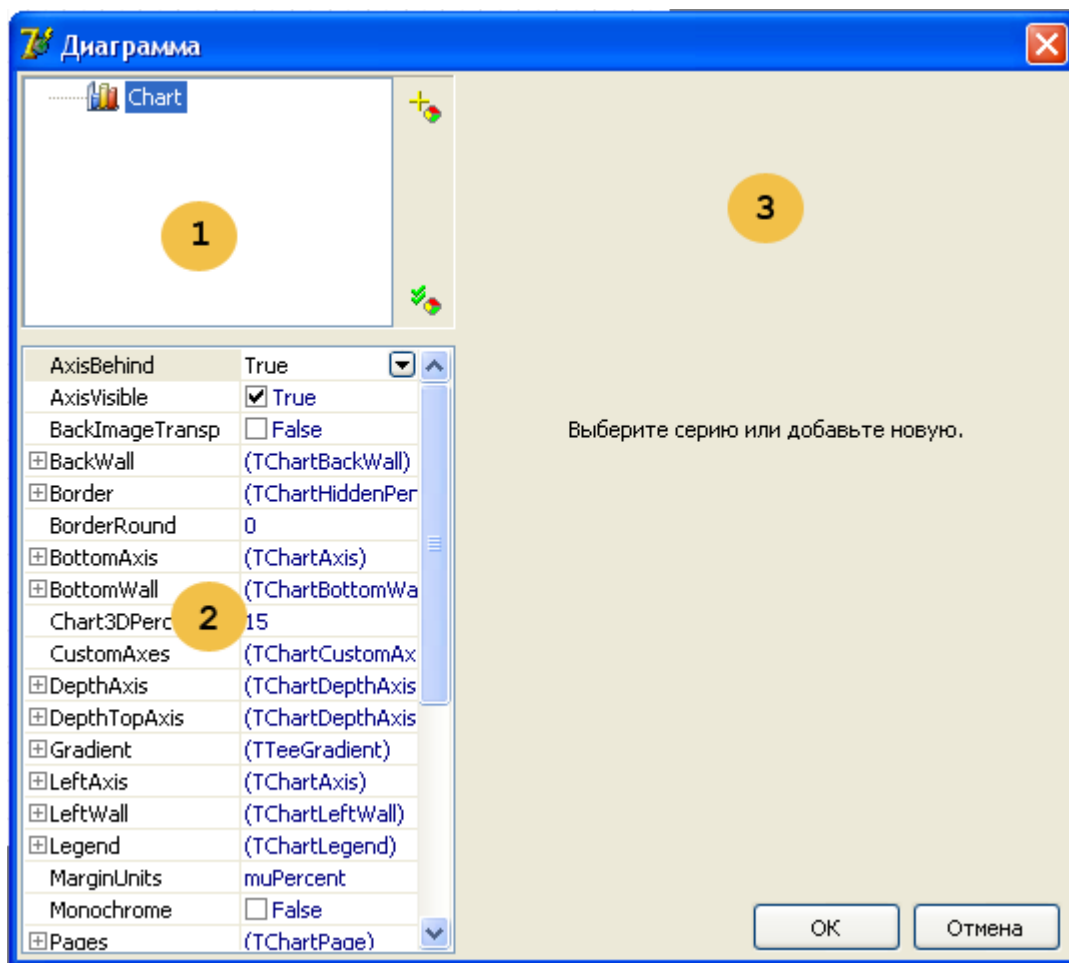 Диаграмма
Chart
1
3
AxisBehind True
AxisVisible True
BackImageTransp False
BackWall (TChartBackWall)
Border (TChartHiddenPen
BorderRound 0
BottomAxis (TChartAxis)
BottomWall (TChartBottomWa
Chart3DPerc 2 15
CustomAxes (TChartCustomAx
DepthAxis (TChartDepthAxis
DepthTopAxis (TChartDepthAxis
Gradient (TTeeGradient)
LeftAxis (TChartAxis)
LeftWall (TChartLeftWall)
Legend (TChartLegend)
MarginUnits muPercent
Monochrome False
Pages (TChartPage)
Выберите серию или добавьте новую.
ОК Отмена